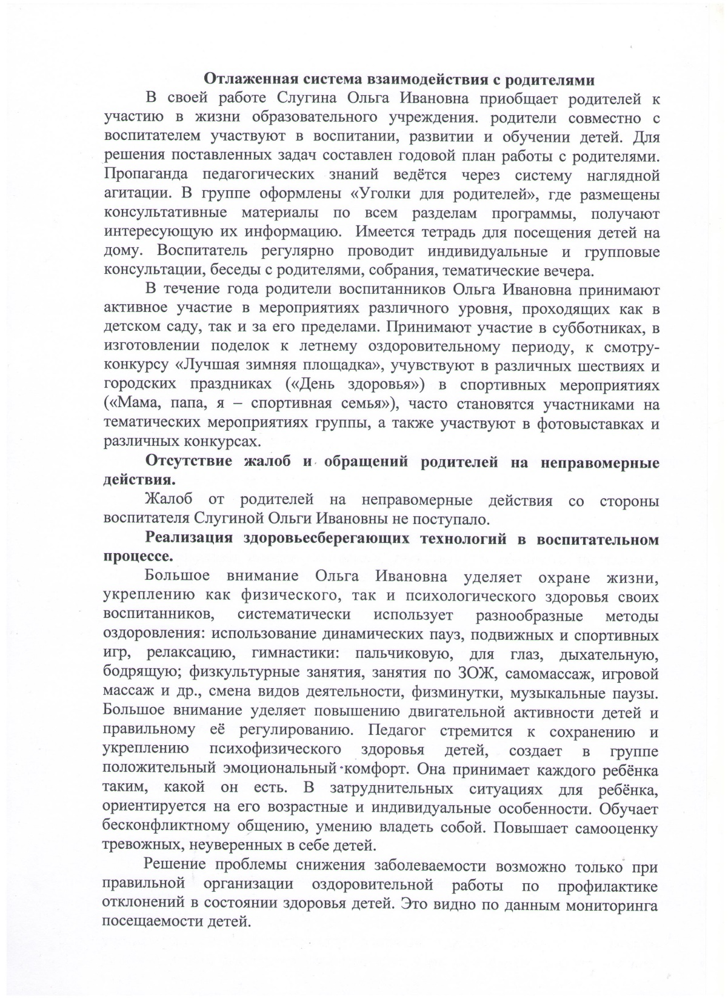 Отлаженная система взаимодействия с родителями
В своей работе Слугина Ольга Ивановна приобщает родителей к
участию в жизни образовательного учреждения. родители совместно с
воспитателем участвуют в воспитании, развитии и обучении детей. Для
решения поставленных задач составлен годовой план работы с родителями.
Пропаганда педагогических знаний ведётся через систему наглядной
агитации. В группе оформлены «Уголки для родителей», где размещены
консультативные материалы по всем разделам программы, получают
интересующую их информацию. Имеется тетрадь для посещения детей на
дому. Воспитатель регулярно проводит индивидуальные и групповые
консультации, беседы с родителями, собрания, тематические вечера.
В течение года родители воспитанников Ольга Ивановна принимают
активное участие в мероприятиях различного уровня, проходящих как в
детском саду, так и за его пределами. Принимают участие в субботниках, в
изготовлении поделок к летнему оздоровительному периоду, к смотру-
конкурсу «Лучшая зимняя площадка», учувствуют в различных шествиях и
городских праздниках («День здоровья») в спортивных мероприятиях
(«Мама, папа, я – спортивная семья»), часто становятся участниками на
тематических мероприятиях группы, а также участвуют в фотовыставках и
различных конкурсах.
Отсутствие жалоб и обращений родителей на неправомерные
действия.
Жалоб от родителей на неправомерные действия со стороны
воспитателя Слугиной Ольги Ивановны не поступало.
Реализация здоровьесберегающих технологий в воспитательном
процессе.
Большое внимание Ольга Ивановна уделяет охране жизни,
укреплению как физического, так и психологического здоровья своих
воспитанников, систематически использует разнообразные методы
оздоровления: использование динамических пауз, подвижных и спортивных
игр, релаксацию, гимнастики: пальчиковую, для глаз, дыхательную,
бодрящую; физкультурные занятия, занятия по ЗОЖ, самомассаж, игровой
массаж и др., смена видов деятельности, физминутки, музыкальные паузы.
Большое внимание уделяет повышению двигательной активности детей и
правильному её регулированию. Педагог стремится к сохранению и
укреплению психофизического здоровья детей, создает в группе
положительный эмоциональный комфорт. Она принимает каждого ребёнка
таким, какой он есть. В затруднительных ситуациях для ребёнка,
ориентируется на его возрастные и индивидуальные особенности. Обучает
бесконфликтному общению, умению владеть собой. Повышает самооценку
тревожных, неуверенных в себе детей.
Решение проблемы снижения заболеваемости возможно только при
правильной организации оздоровительной работы по профилактике
отклонений в состоянии здоровья детей. Это видно по данным мониторинга
посещаемости детей.